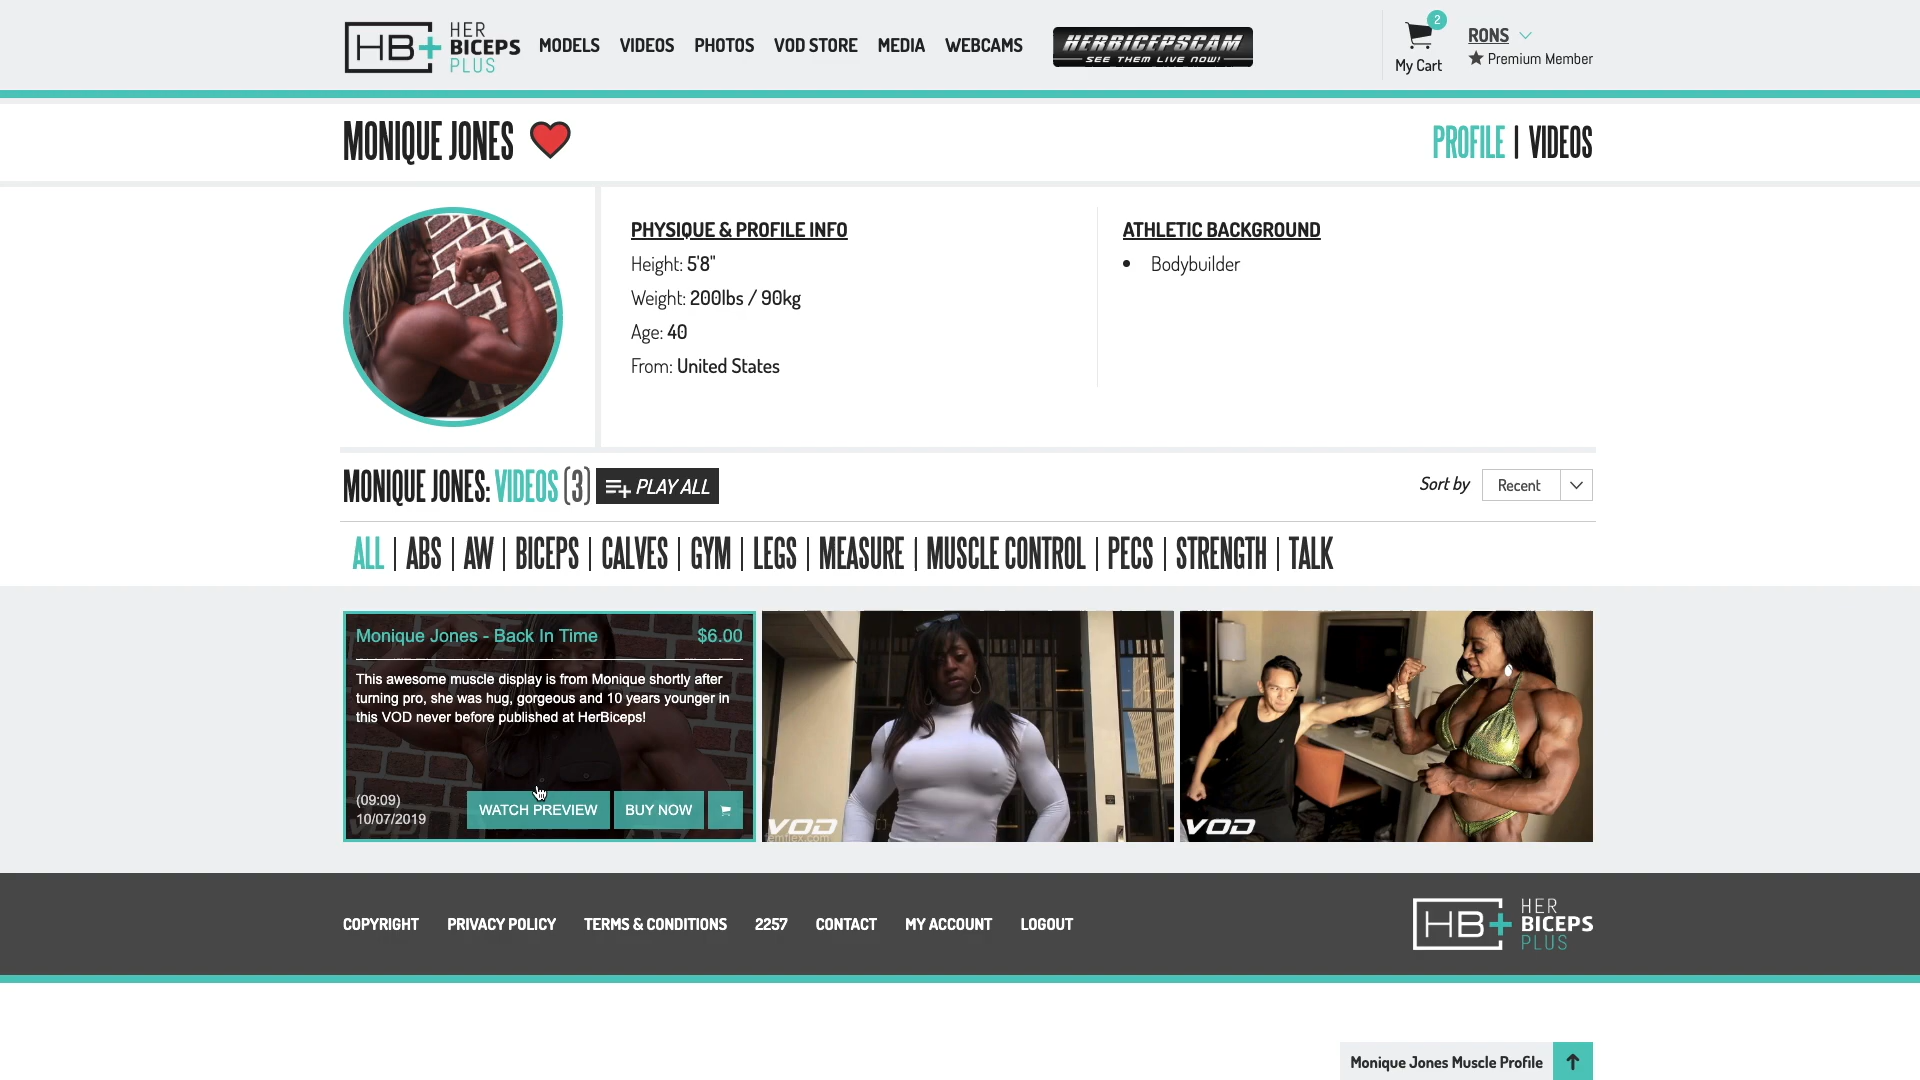 HB+ HER BICEPS PLUS
MODELS VIDEOS PHOTOS VOD STORE MEDIA WEBCAMS
HERBICEPSCAM
SEE THEM LIVE NOW!
2
My Cart
RONS
Premium Member
MONIQUE JONES
PROFILE | VIDEOS
PHYSIQUE & PROFILE INFO
Height: 5'8"
Weight: 200lbs / 90kg
Age: 40
From: United States
ATHLETIC BACKGROUND
• Bodybuilder
MONIQUE JONES: VIDEOS (3) PLAY ALL
Sort by Recent
ALL | ABS | AW | BICEPS | CALVES | GYM | LEGS | MEASURE | MUSCLE CONTROL | PECS | STRENGTH | TALK
Monique Jones - Back In Time $6.00
This awesome muscle display is from Monique shortly after
turning pro, she was hug, gorgeous and 10 years younger in
this VOD never before published at HerBiceps!
(09:09)
10/07/2019
WATCH PREVIEW BUY NOW
VOD
VOD
COPYRIGHT PRIVACY POLICY TERMS & CONDITIONS 2257 CONTACT MY ACCOUNT LOGOUT
HB+ HER BICEPS PLUS
Monique Jones Muscle Profile